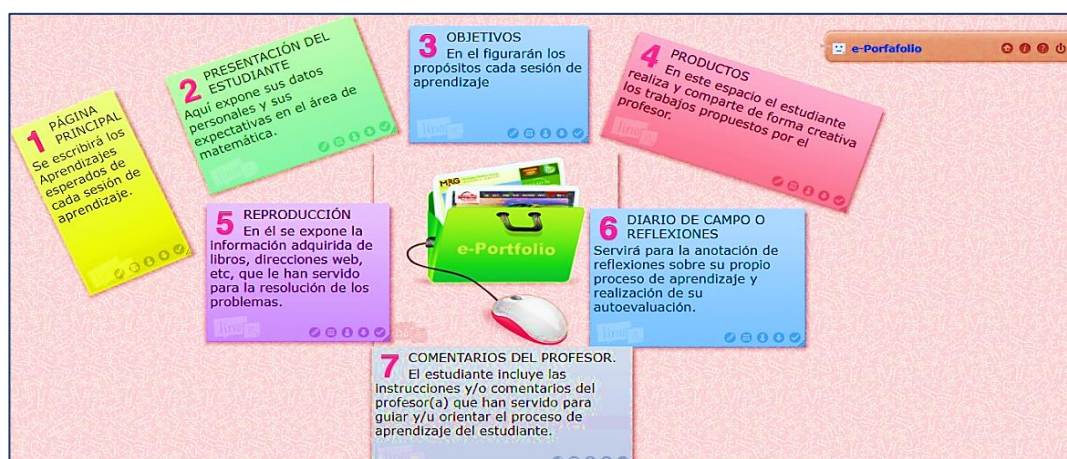 1 PÁGINA
PRINCIPAL
Se escribirá los
Aprendizajes
esperados de
cada sesión de
aprendizaje.
2 PRESENTACIÓN DEL
ESTUDIANTE
Aquí expone sus datos
personales y sus
expectativas en el área de
matemática.
3 OBJETIVOS
En el figurarán los
propósitos cada sesión de
aprendizaje
4 PRODUCTOS
En este espacio el estudiante
realiza y comparte de forma creativa
los trabajos propuestos por el
profesor.
e-Porfafolio
5 REPRODUCCIÓN
En él se expone la
información adquirida de
libros, direcciones web,
etc, que le han servido
para la resolución de los
problemas.
MRG
e-Portfolio
6 DIARIO DE CAMPO O
REFLEXIONES
Servirá para la anotación de
reflexiones sobre su propio
proceso de aprendizaje y
realización de su
autoevaluación.
7 COMENTARIOS DEL PROFESOR.
El estudiante incluye las
instrucciones y/o comentarios del
profesor(a) que han servido para
guiar y/u orientar el proceso de
aprendizaje del estudiante.